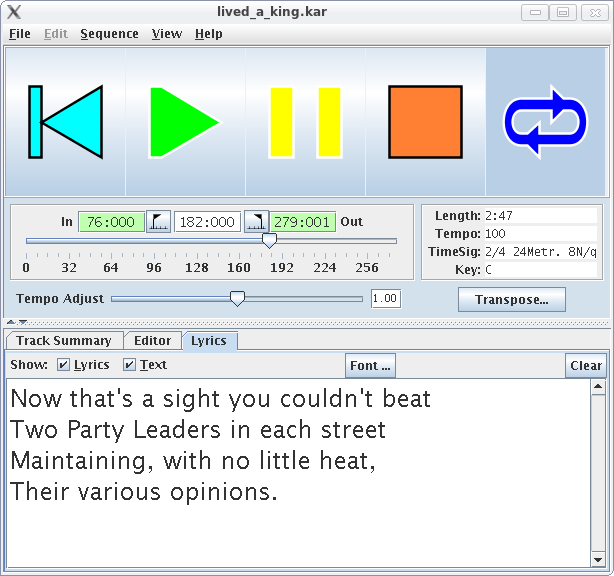 lived_a_king.kar
File Edit Sequence View Help
In 76:000 182:000 279:001 Out
0 32 64 96 128 160 192 224 256
Tempo Adjust 1.00
Length: 2:47
Tempo: 100
TimeSig: 2/4 24Metr. 8N/q
Key: C
Transpose...
Track Summary Editor Lyrics
Show: Lyrics Text Font ... Clear
Now that's a sight you couldn't beat
Two Party Leaders in each street
Maintaining, with no little heat,
Their various opinions.